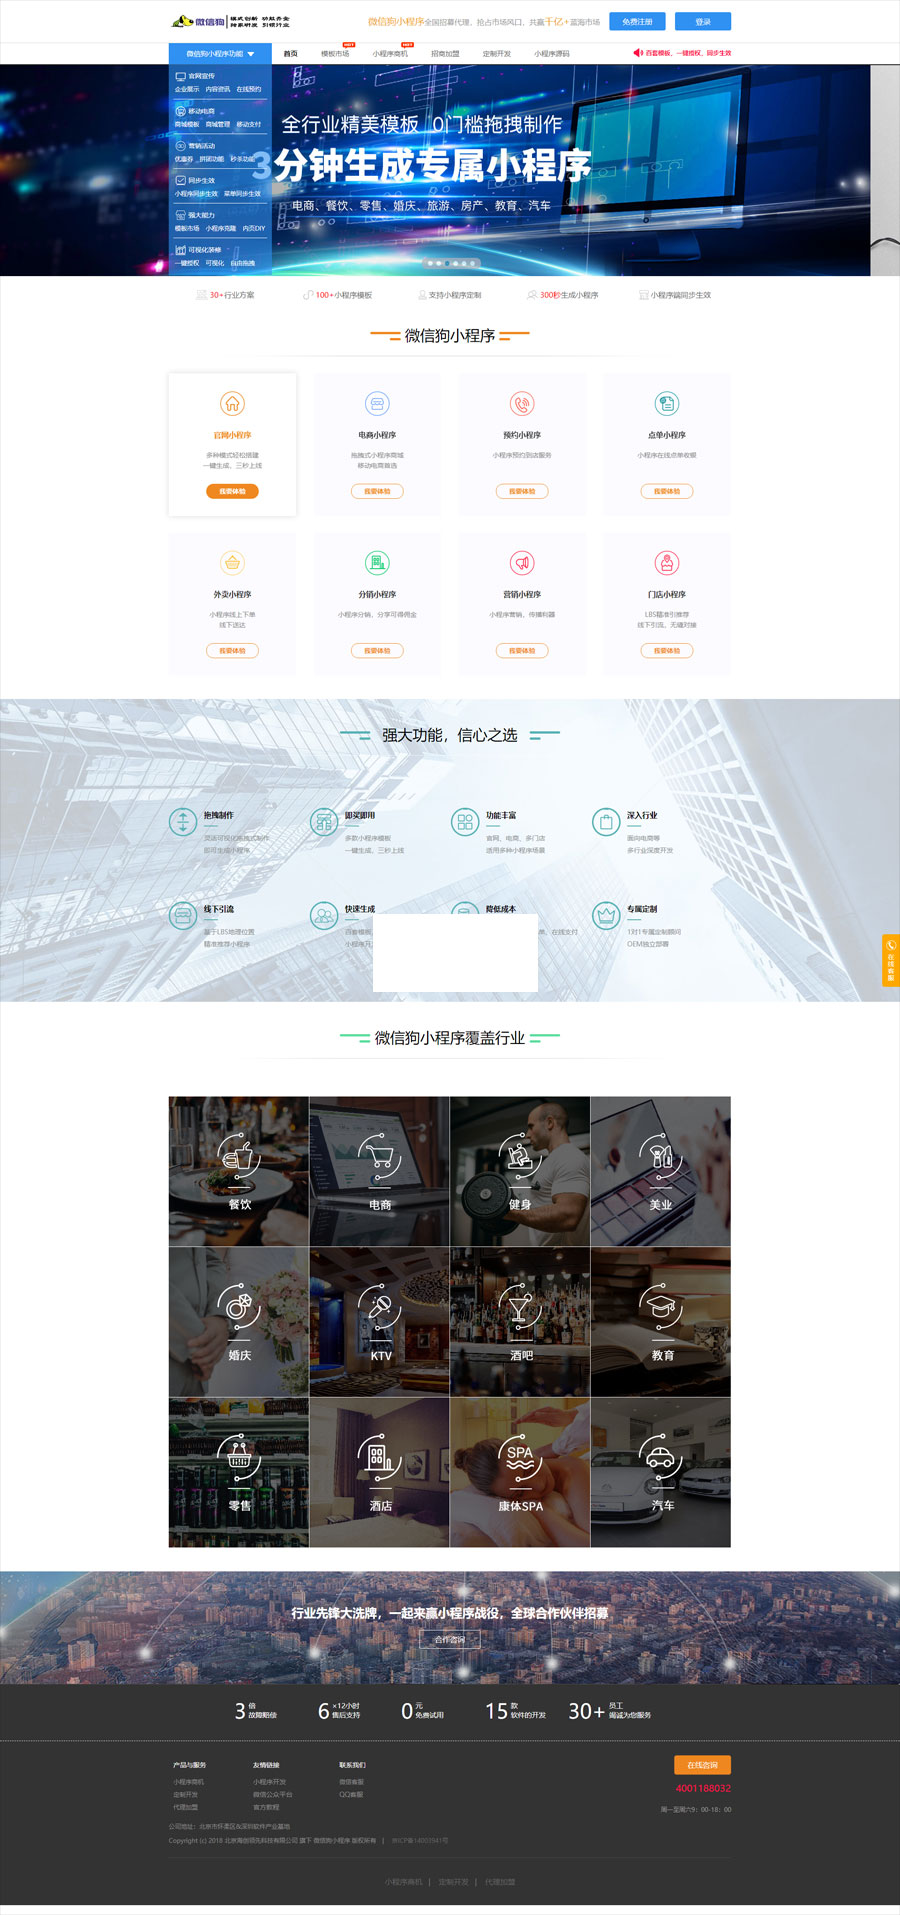 微信狗
模式创新 功能齐全
独家研发 引领行业
微信狗小程序全国招募代理，抢占市场风口，共赢千亿+蓝海市场
免费注册
登录
微信狗小程序功能
首页
模板市场
HOT
小程序商机
HOT
招商加盟
定制开发
小程序源码
百套模板、一键授权、同步生效
官网宣传
企业展示 内容资讯 在线预约
移动电商
商城模板 商城管理 移动支付
营销活动
优惠券 拼团功能 秒杀功能
同步生效
小程序同步生效 菜单同步生效
强大能力
模板市场 小程序克隆 内页DIY
可视化装修
一键授权 可视化 自由拖拽
全行业精美模板 0门槛拖拽制作
3分钟生成专属小程序
电商、餐饮、零售、婚庆、旅游、房产、教育、汽车
30+行业方案
100+小程序模板
支持小程序定制
300秒生成小程序
小程序端同步生效
微信狗小程序
官网小程序
多种模式轻松搭建
一键生成，三秒上线
我要体验
电商小程序
拖拽式小程序商城
移动电商首选
我要体验
预约小程序
小程序预约到店服务
我要体验
点单小程序
小程序在线点单收银
我要体验
外卖小程序
小程序线上下单
线下送达
我要体验
分销小程序
小程序分销，分享可得佣金
我要体验
营销小程序
小程序营销，传播利器
我要体验
门店小程序
LBS精准引推荐
线下引流，无缝对接
我要体验
强大功能，信心之选
拖拽制作
灵活可视化拖拽式制作
即可生成小程序
即买即用
多款小程序模板
一键生成，三秒上线
功能丰富
官网、电商、多门店
适用多种小程序场景
深入行业
面向电商等
多行业深度开发
线下引流
基于LBS地理位置
精准推荐小程序
快速生成
百套模板
小程序
降低成本
在线支付
专属定制
1对1专属定制顾问
OEM独立部署
在线客服
微信狗小程序覆盖行业
餐饮
电商
健身
美业
婚庆
KTV
酒吧
教育
零售
酒店
SPA
康体SPA
汽车
行业先锋大洗牌，一起来赢小程序战役，全球合作伙伴招募
合作咨询
3 倍 故障赔偿
6 ×12小时 售后支持
0 元 免费试用
15 款 软件的开发
30+ 员工 竭诚为您服务
产品与服务
小程序商机
定制开发
代理加盟
友情链接
小程序开发
微信公众平台
官方教程
联系我们
微信客服
QQ客服
在线咨询
4001188032
周一至周六9：00-18：00
公司地址：北京市怀柔区&深圳软件产业基地
Copyright (c) 2018 北京海创领先科技有限公司 旗下 微信狗小程序 版权所有 | 京ICP备14003941号
小程序商机 | 定制开发 | 代理加盟